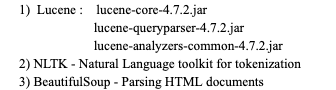 1) Lucene : lucene-core-4.7.2.jar
lucene-queryparser-4.7.2.jar
lucene-analyzers-common-4.7.2.jar
2) NLTK - Natural Language toolkit for tokenization
3) BeautifulSoup - Parsing HTML documents